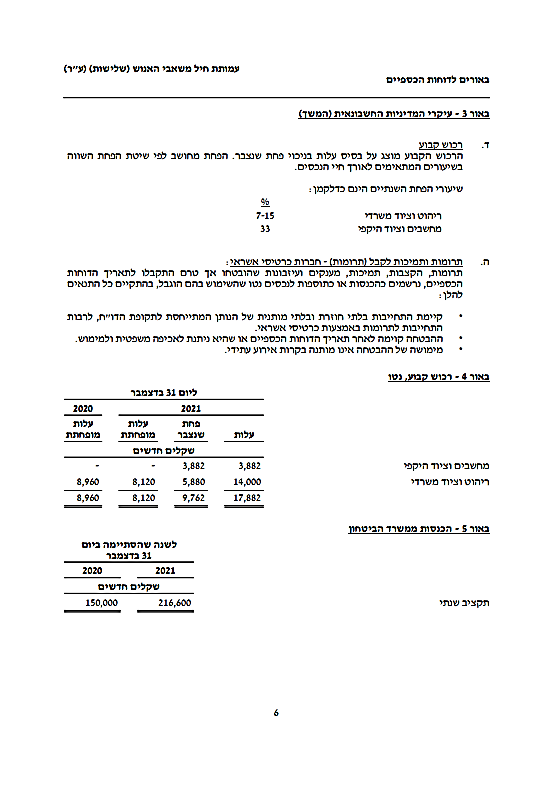 עמותת חיל משאבי האנוש (שלישות) (ע"ר)
באורים לדוחות הכספיים
באור 3 - עיקרי המדיניות החשבונאית (המשך)
ד. רכוש קבוע
הרכוש הקבוע מוצג על בסיס עלות בניכוי פחת שנצבר. הפחת מחושב לפי שיטת הפחת השווה
בשיעורים המתאימים לאורך חיי הנכסים.
שיעורי הפחת השנתיים הינם כדלקמן:
%
ריהוט וציוד משרדי 7-15
מחשבים וציוד היקפי 33
ה. תרומות ותמיכות לקבל (תרומות) - חברות כרטיסי אשראי:
תרומות, הקצבות, תמיכות, מענקים ועיזבונות שהובטחו אך טרם התקבלו לתאריך הדוחות
הכספיים, נרשמים כהכנסות או כתוספות לנכסים נטו שהשימוש בהם הוגבל, בהתקיים כל התנאים
להלן:
• קיימת התחייבות בלתי חוזרת ובלתי מותנית של הנותן המתייחסת לתקופת הדו"ח, לרבות
התחייבות לתרומות באמצעות כרטיסי אשראי.
• ההבטחה קוימה לאחר תאריך הדוחות הכספיים או שהיא ניתנת לאכיפה משפטית ולמימוש.
• מימושה של ההבטחה אינו מותנה בקרות אירוע עתידי.
באור 4 - רכוש קבוע, נטו
ליום 31 בדצמבר
2021 2020
עלות פחת שנצבר עלות מופחתת עלות מופחתת
שקלים חדשים
מחשבים וציוד היקפי 3,882 3,882 - -
ריהוט וציוד משרדי 14,000 5,880 8,120 8,960
17,882 9,762 8,120 8,960
באור 5 - הכנסות ממשרד הביטחון
לשנה שהסתיימה ביום
31 בדצמבר
2021 2020
שקלים חדשים
תקציב שנתי 216,600 150,000
6